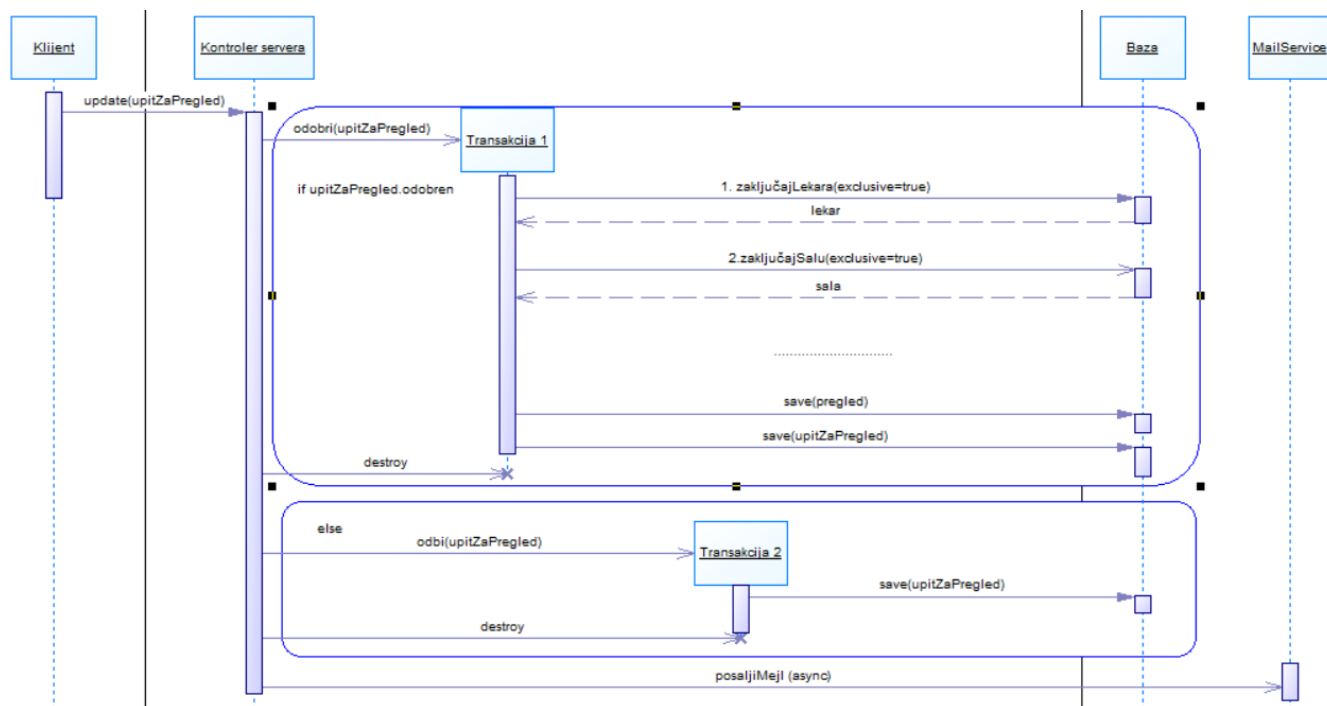 Klijent
Kontroler servera
Baza
MailService
update(upitZaPregled)
odobri(upitZaPregled)
Transakcija 1
if upitZaPregled.odobren
1. zaključajLekara(exclusive=true)
lekar
2.zaključajSalu(exclusive=true)
sala
..............................
save(pregled)
save(upitZaPregled)
destroy
else
odbi(upitZaPregled)
Transakcija 2
save(upitZaPregled)
destroy
posaljiMejl (async)